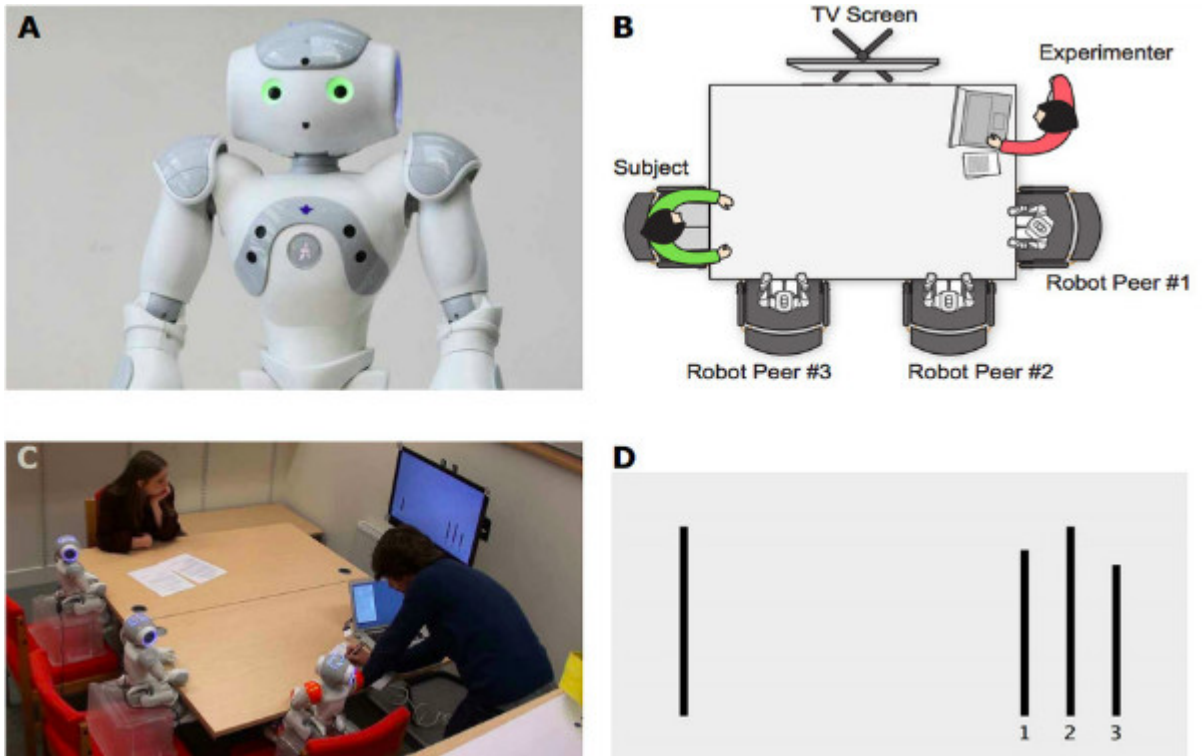 A
B
TV Screen
Experimenter
Subject
Robot Peer #1
Robot Peer #3
Robot Peer #2
C
D
1 2 3